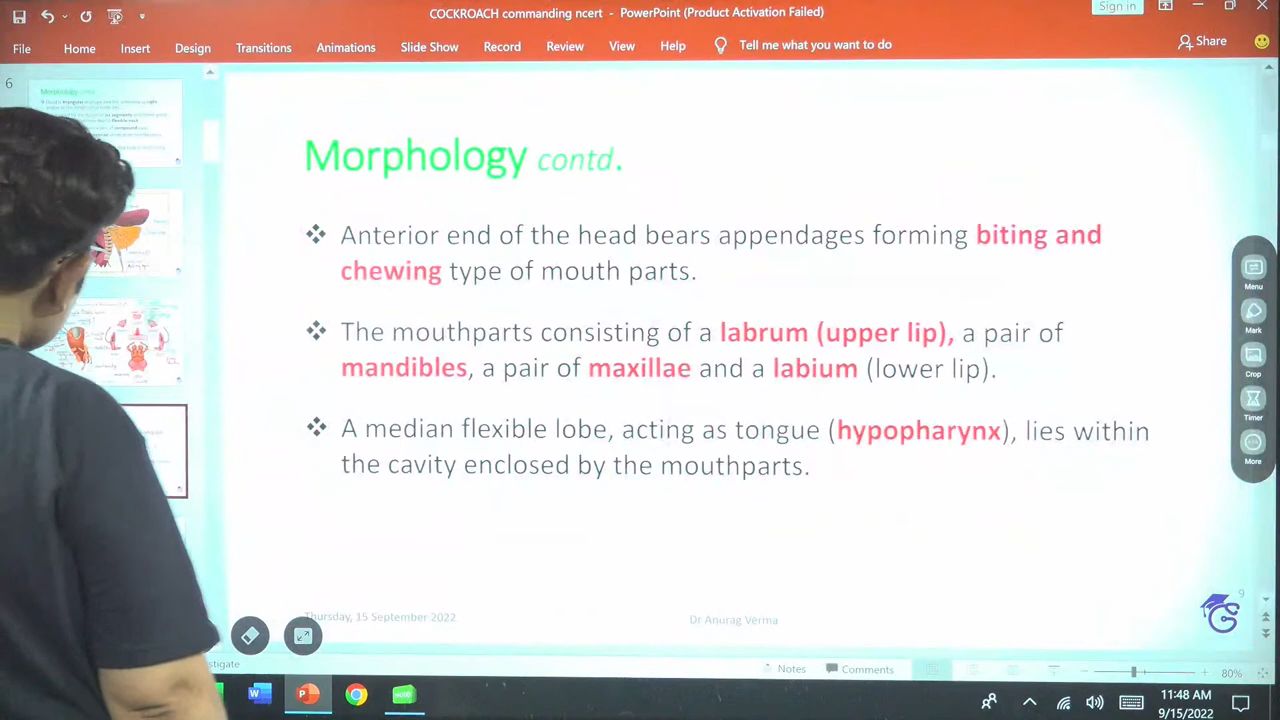 COCKROACH commanding ncert - PowerPoint (Product Activation Failed)
Sign in
File Home Insert Design Transitions Animations Slide Show Record Review View Help Tell me what you want to do
Share
6
Morphology contd.
Anterior end of the head bears appendages forming biting and
chewing type of mouth parts.
The mouthparts consisting of a labrum (upper lip), a pair of
mandibles, a pair of maxillae and a labium (lower lip).
A median flexible lobe, acting as tongue (hypopharynx), lies within
the cavity enclosed by the mouthparts.
Menu
Mark
Crop
Timer
More
Thursday, 15 September 2022
Dr Anurag Verma
9
Notes
Comments
80%
11:48 AM
9/15/2022